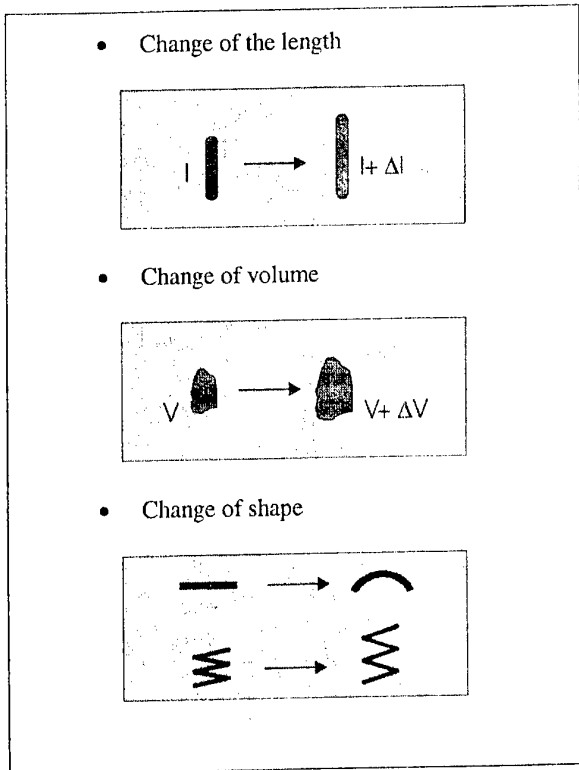 • Change of the length
l
l+ Δl
• Change of volume
V
V+ ΔV
• Change of shape